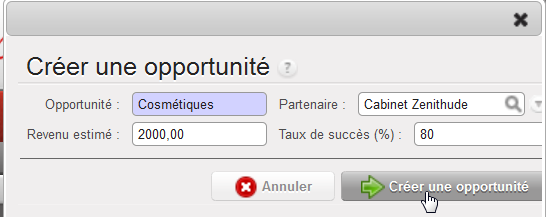 Créer une opportunité ?
Opportunité : Cosmétiques Partenaire : Cabinet Zenithude
Revenu estimé : 2000,00 Taux de succès (%) : 80
Annuler Créer une opportunité